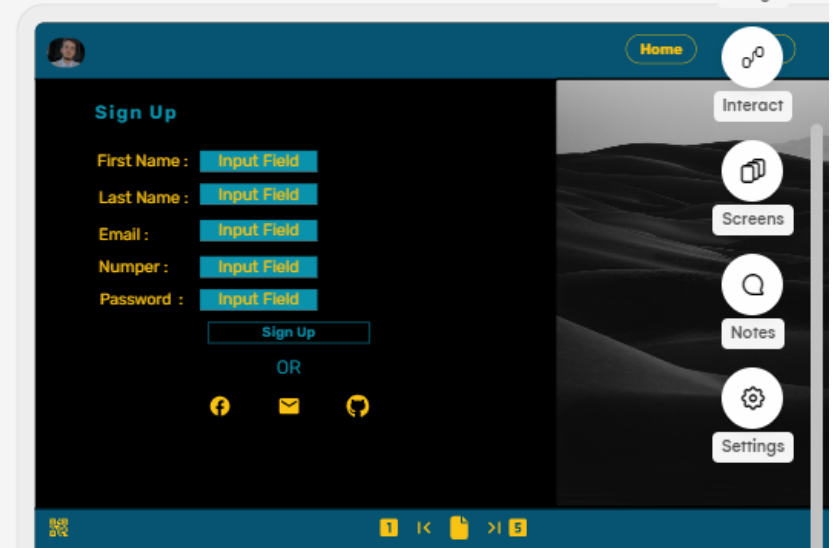 Home
Interact
Sign Up
First Name : Input Field
Last Name : Input Field
Screens
Email : Input Field
Numper : Input Field
Password : Input Field
Sign Up
Notes
OR
Settings
1 5